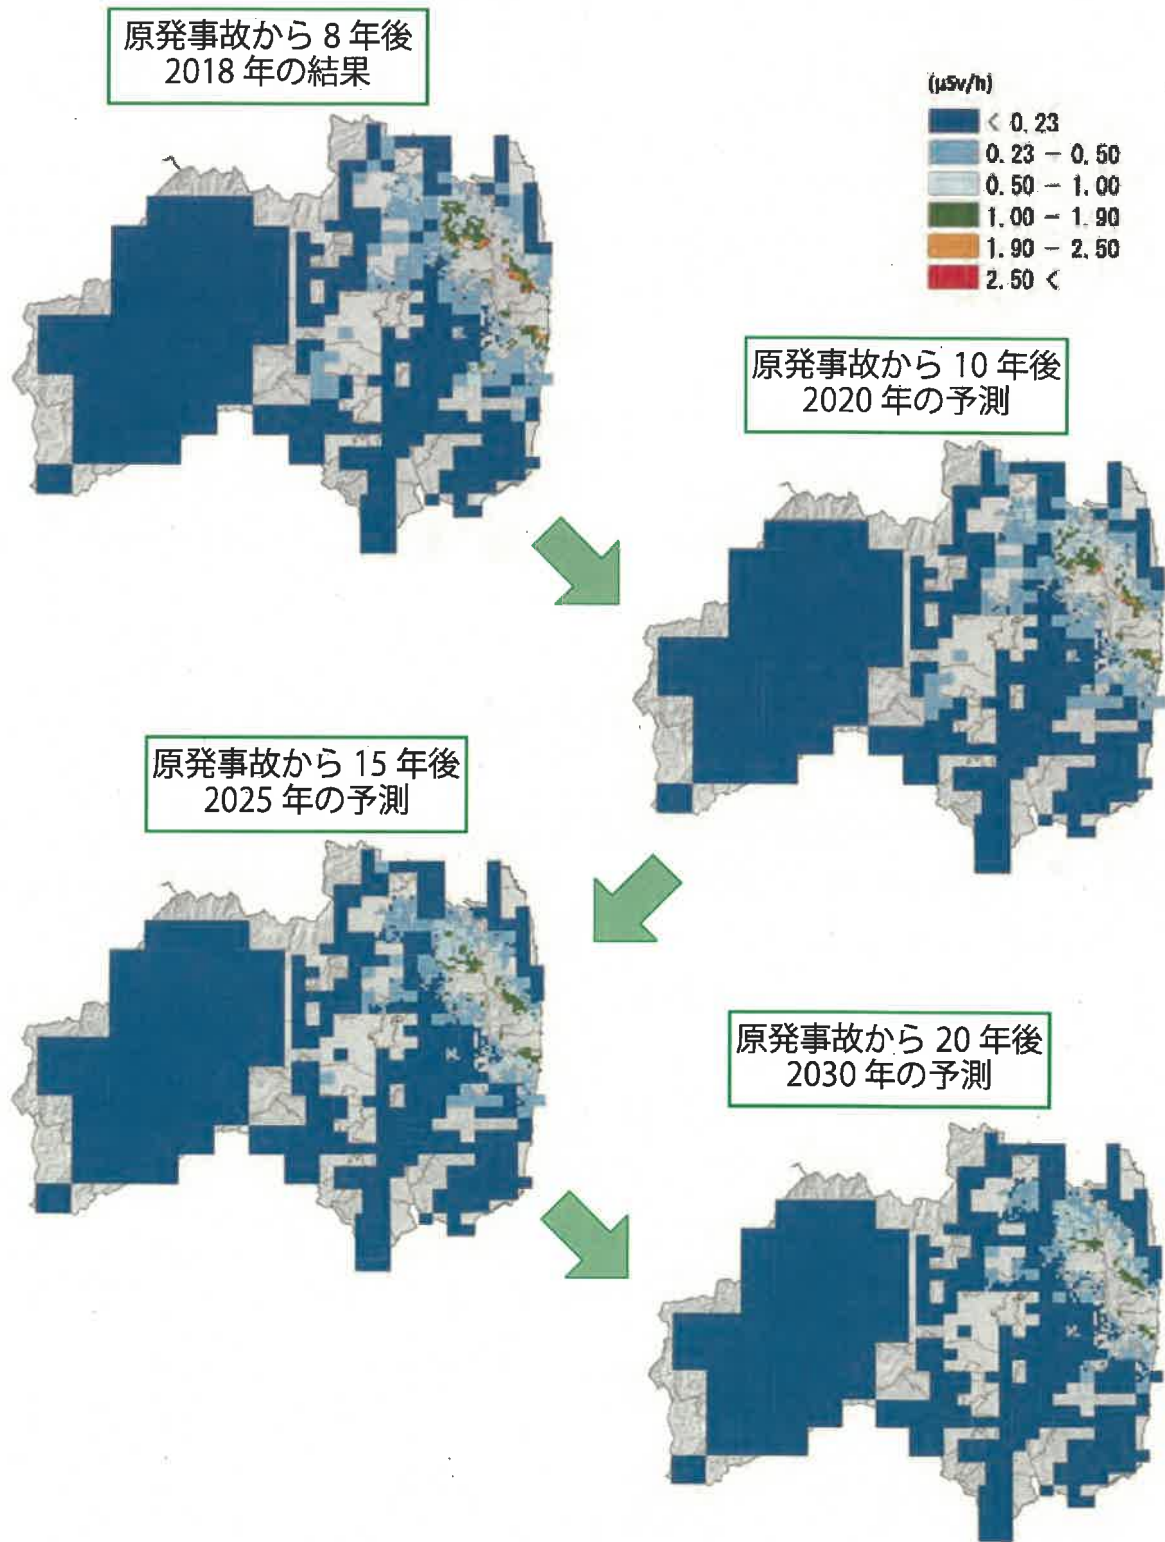 原発事故から 8 年後
2018 年の結果
(μSv/h)
< 0.23
0.23 − 0.50
0.50 − 1.00
1.00 − 1.90
1.90 − 2.50
2.50 <
原発事故から 10 年後
2020 年の予測
原発事故から 15 年後
2025 年の予測
原発事故から 20 年後
2030 年の予測